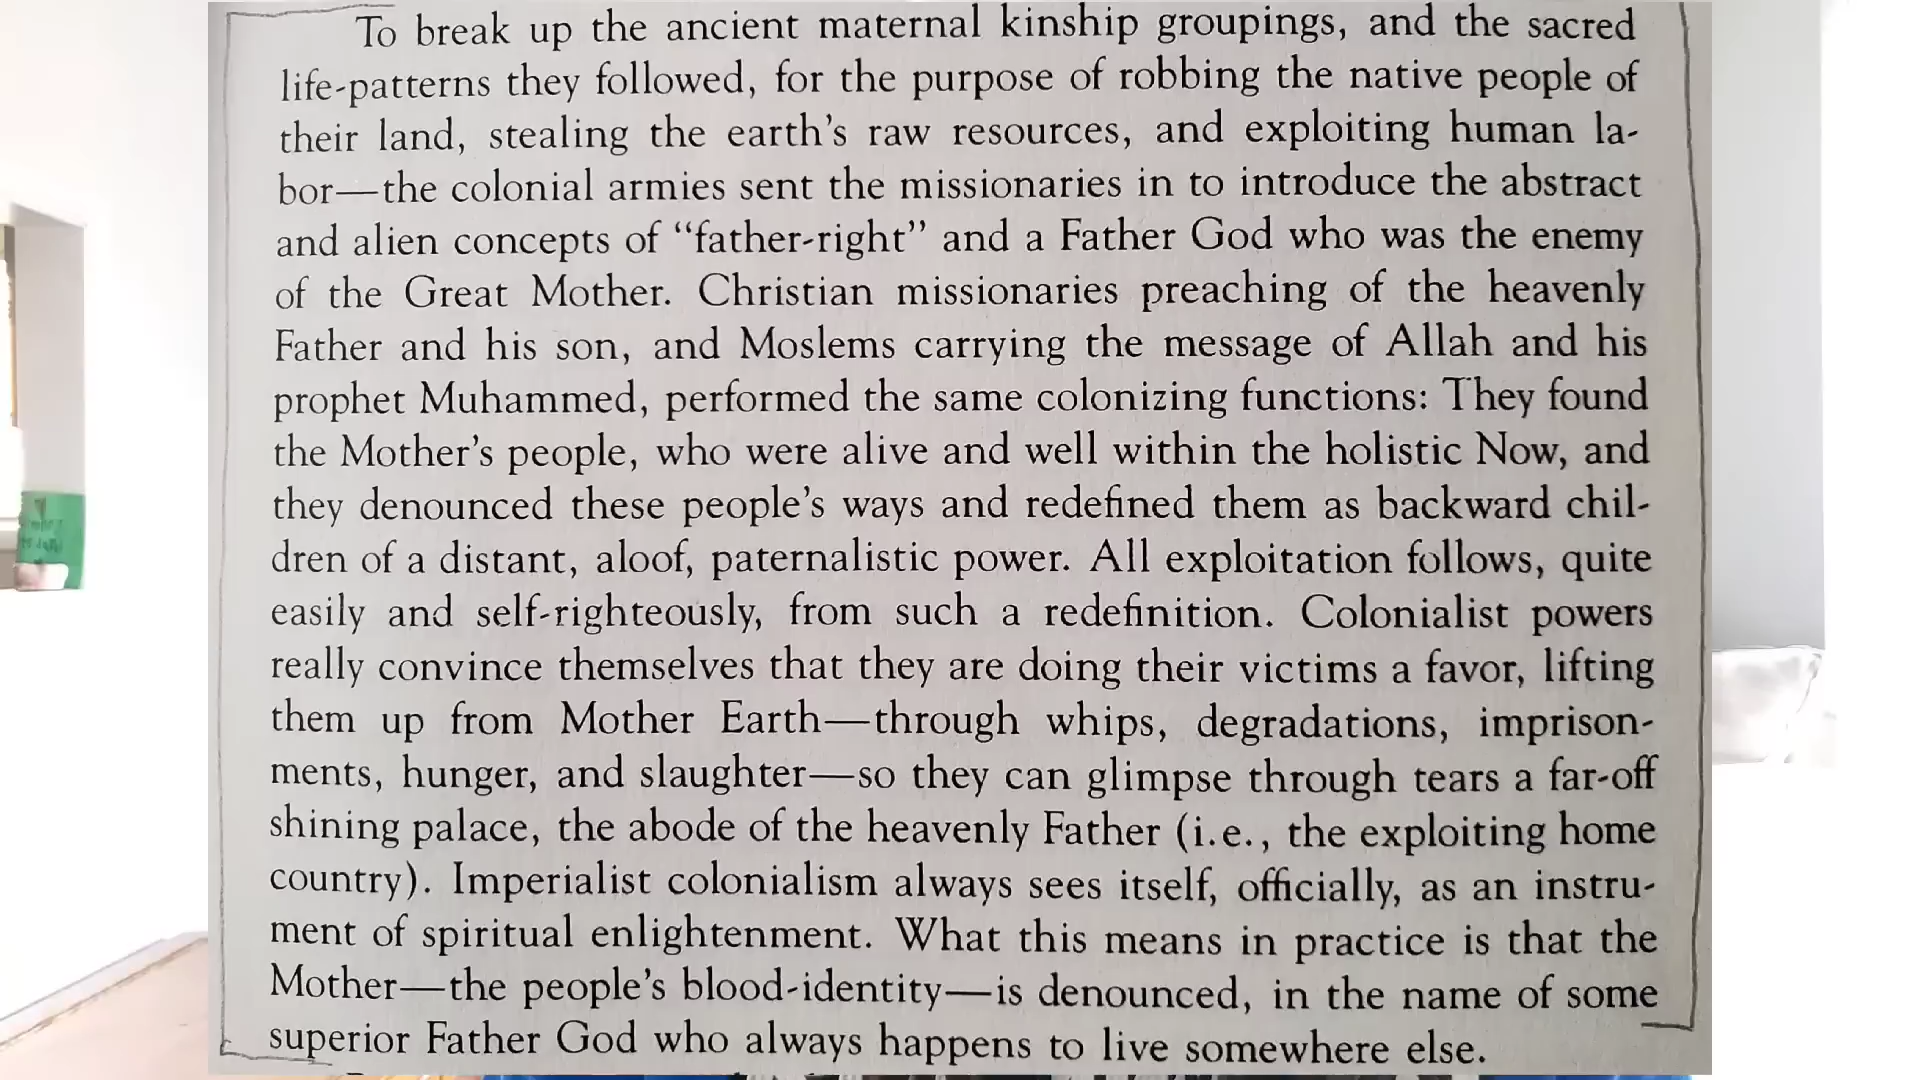 To break up the ancient maternal kinship groupings, and the sacred
life-patterns they followed, for the purpose of robbing the native people of
their land, stealing the earth's raw resources, and exploiting human la-
bor—the colonial armies sent the missionaries in to introduce the abstract
and alien concepts of “father-right” and a Father God who was the enemy
of the Great Mother. Christian missionaries preaching of the heavenly
Father and his son, and Moslems carrying the message of Allah and his
prophet Muhammed, performed the same colonizing functions: They found
the Mother's people, who were alive and well within the holistic Now, and
they denounced these people's ways and redefined them as backward chil-
dren of a distant, aloof, paternalistic power. All exploitation follows, quite
easily and self-righteously, from such a redefinition. Colonialist powers
really convince themselves that they are doing their victims a favor, lifting
them up from Mother Earth—through whips, degradations, imprison-
ments, hunger, and slaughter—so they can glimpse through tears a far-off
shining palace, the abode of the heavenly Father (i.e., the exploiting home
country). Imperialist colonialism always sees itself, officially, as an instru-
ment of spiritual enlightenment. What this means in practice is that the
Mother—the people's blood-identity—is denounced, in the name of some
superior Father God who always happens to live somewhere else.